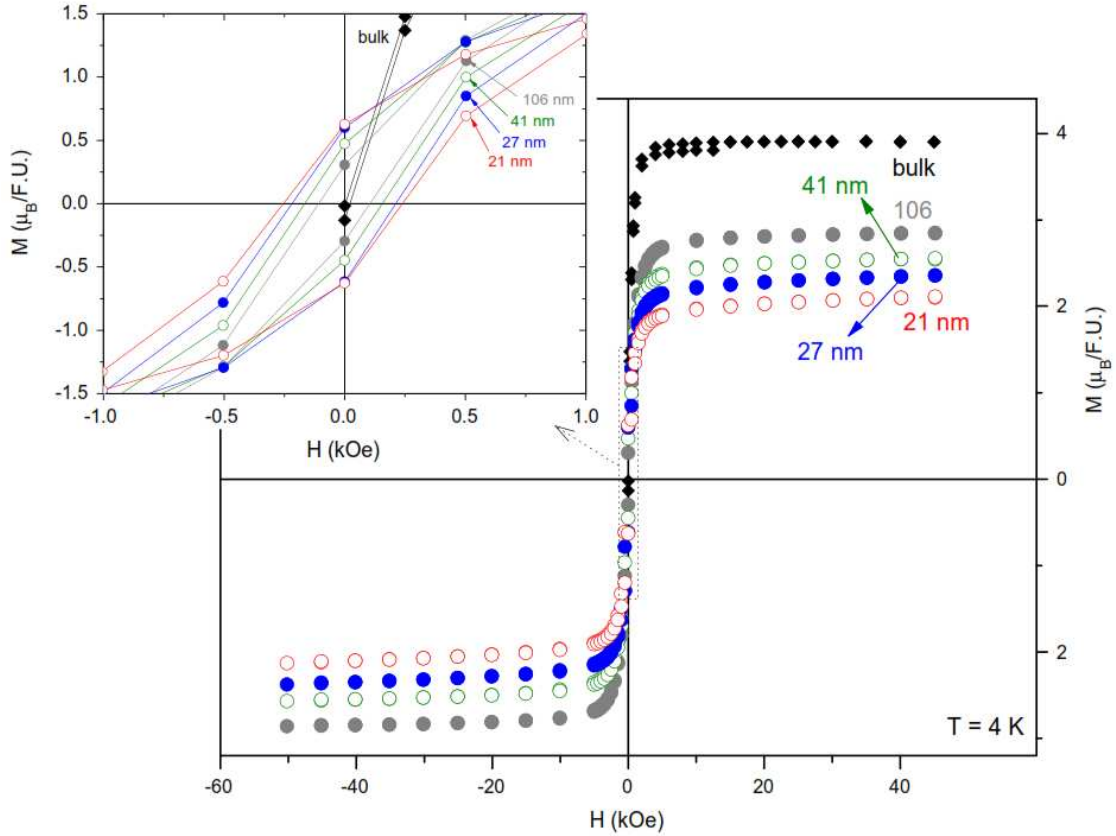 1.5
1.0
0.5
0.0
-0.5
-1.0
-1.5
M (μB/F.U.)
bulk
106 nm
41 nm
27 nm
21 nm
-1.0 -0.5 0.0 0.5 1.0
H (kOe)
4
2
0
2
M (μB/F.U.)
bulk
41 nm
106
21 nm
27 nm
T = 4 K
-60 -40 -20 0 20 40
H (kOe)